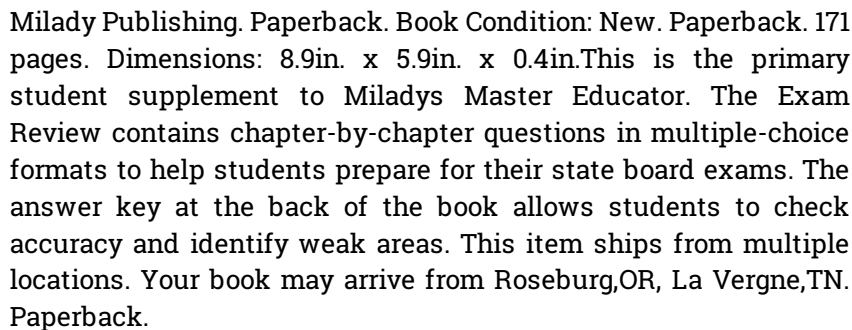 Milady Publishing. Paperback. Book Condition: New. Paperback. 171
pages. Dimensions: 8.9in. x 5.9in. x 0.4in.This is the primary
student supplement to Miladys Master Educator. The Exam
Review contains chapter-by-chapter questions in multiple-choice
formats to help students prepare for their state board exams. The
answer key at the back of the book allows students to check
accuracy and identify weak areas. This item ships from multiple
locations. Your book may arrive from Roseburg,OR, La Vergne,TN.
Paperback.